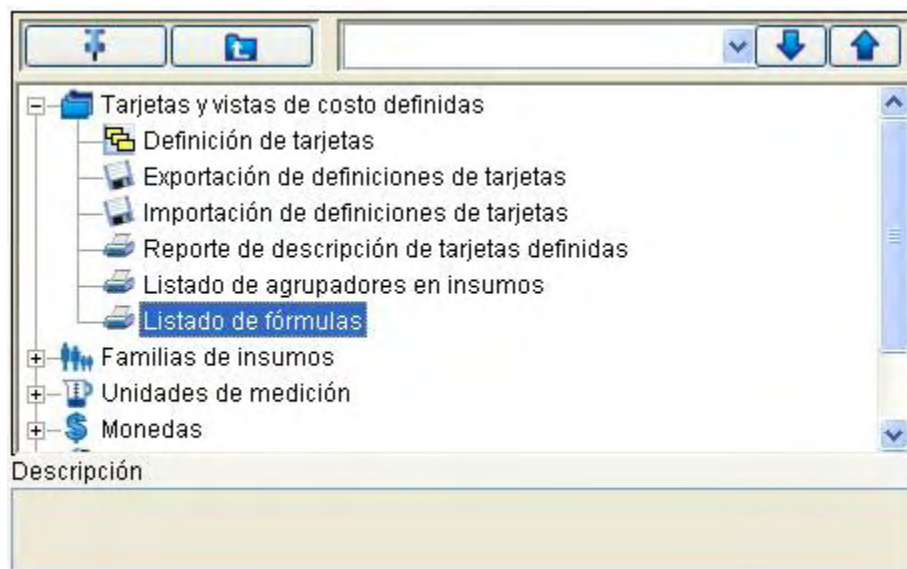 Tarjetas y vistas de costo definidas
Definición de tarjetas
Exportación de definiciones de tarjetas
Importación de definiciones de tarjetas
Reporte de descripción de tarjetas definidas
Listado de agrupadores en insumos
Listado de fórmulas
Familias de insumos
Unidades de medición
Monedas
Descripción